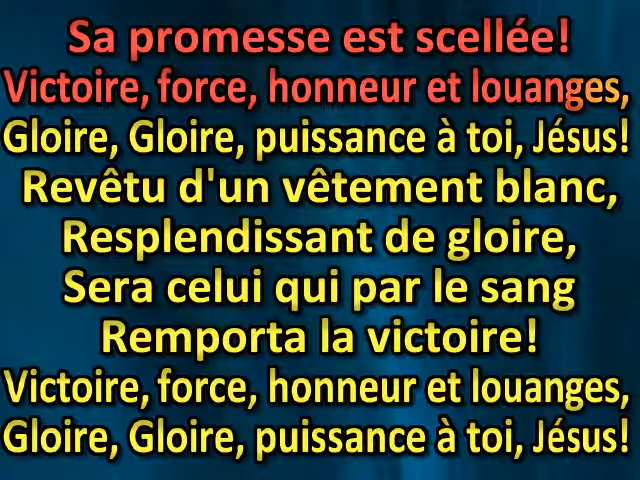 Sa promesse est scellée!
Victoire, force, honneur et louanges,
Gloire, Gloire, puissance à toi, Jésus!
Revêtu d'un vêtement blanc,
Resplendissant de gloire,
Sera celui qui par le sang
Remporta la victoire!
Victoire, force, honneur et louanges,
Gloire, Gloire, puissance à toi, Jésus!